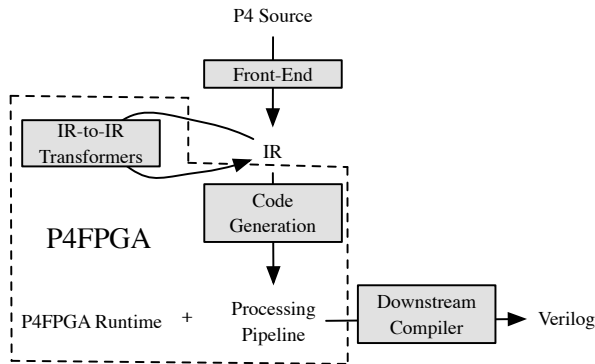 P4 Source
Front-End
IR-to-IR
Transformers
IR
Code
Generation
P4FPGA
P4FPGA Runtime
+
Processing
Pipeline
Downstream
Compiler
Verilog